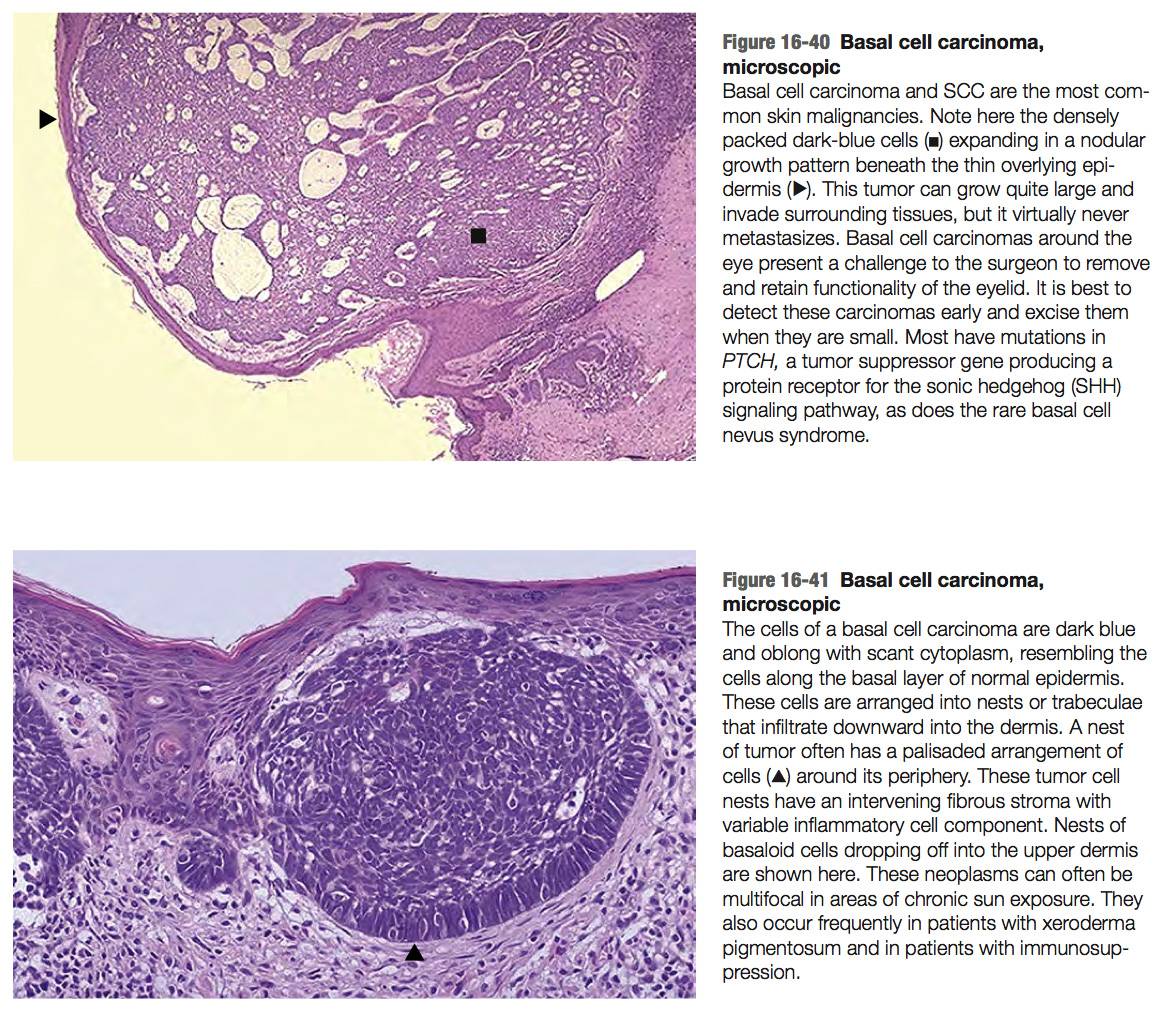 Figure 16-40 Basal cell carcinoma,
microscopic
Basal cell carcinoma and SCC are the most com-
mon skin malignancies. Note here the densely
packed dark-blue cells (■) expanding in a nodular
growth pattern beneath the thin overlying epi-
dermis (▶). This tumor can grow quite large and
invade surrounding tissues, but it virtually never
metastasizes. Basal cell carcinomas around the
eye present a challenge to the surgeon to remove
and retain functionality of the eyelid. It is best to
detect these carcinomas early and excise them
when they are small. Most have mutations in
PTCH, a tumor suppressor gene producing a
protein receptor for the sonic hedgehog (SHH)
signaling pathway, as does the rare basal cell
nevus syndrome.
Figure 16-41 Basal cell carcinoma,
microscopic
The cells of a basal cell carcinoma are dark blue
and oblong with scant cytoplasm, resembling the
cells along the basal layer of normal epidermis.
These cells are arranged into nests or trabeculae
that infiltrate downward into the dermis. A nest
of tumor often has a palisaded arrangement of
cells (▲) around its periphery. These tumor cell
nests have an intervening fibrous stroma with
variable inflammatory cell component. Nests of
basaloid cells dropping off into the upper dermis
are shown here. These neoplasms can often be
multifocal in areas of chronic sun exposure. They
also occur frequently in patients with xeroderma
pigmentosum and in patients with immunosup-
pression.